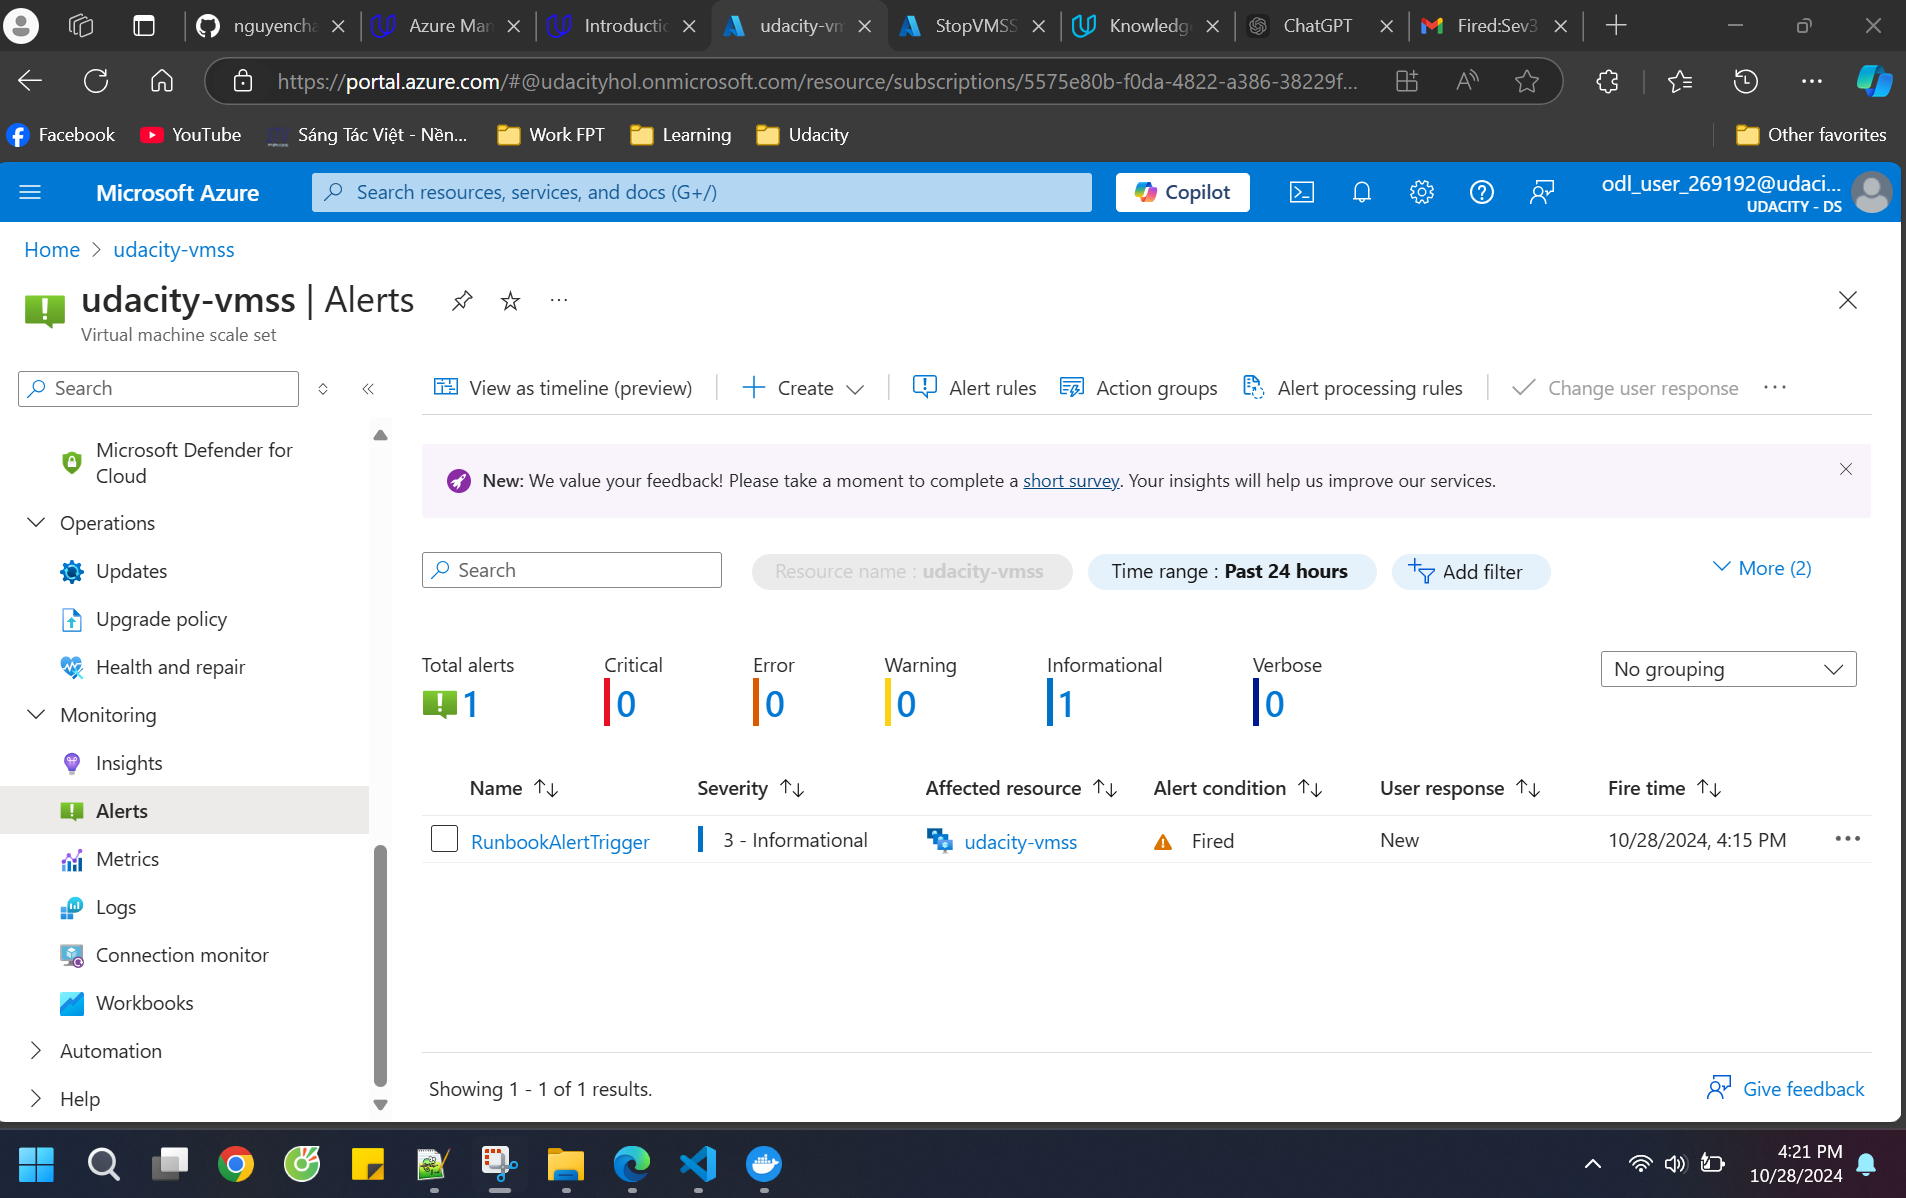 nguyencha
Azure Man
Introductio
udacity-vm
StopVMSS
Knowledge
ChatGPT
Fired:Sev3
https://portal.azure.com/#@udacityhol.onmicrosoft.com/resource/subscriptions/5575e80b-f0da-4822-a386-38229f...
Facebook
YouTube
Sáng Tác Việt - Nền...
Work FPT
Learning
Udacity
Other favorites
Microsoft Azure
Search resources, services, and docs (G+/)
Copilot
odl_user_269192@udaci...
UDACITY - DS
Home > udacity-vmss
udacity-vmss | Alerts
Virtual machine scale set
Search
View as timeline (preview)
Create
Alert rules
Action groups
Alert processing rules
Change user response
Microsoft Defender for
Cloud
Operations
Updates
Upgrade policy
Health and repair
Monitoring
Insights
Alerts
Metrics
Logs
Connection monitor
Workbooks
Automation
Help
New: We value your feedback! Please take a moment to complete a short survey. Your insights will help us improve our services.
Search
Resource name : udacity-vmss
Time range : Past 24 hours
Add filter
More (2)
Total alerts
1
Critical
0
Error
0
Warning
0
Informational
1
Verbose
0
No grouping
Name
Severity
Affected resource
Alert condition
User response
Fire time
RunbookAlertTrigger
3 - Informational
udacity-vmss
Fired
New
10/28/2024, 4:15 PM
Showing 1 - 1 of 1 results.
Give feedback
4:21 PM
10/28/2024